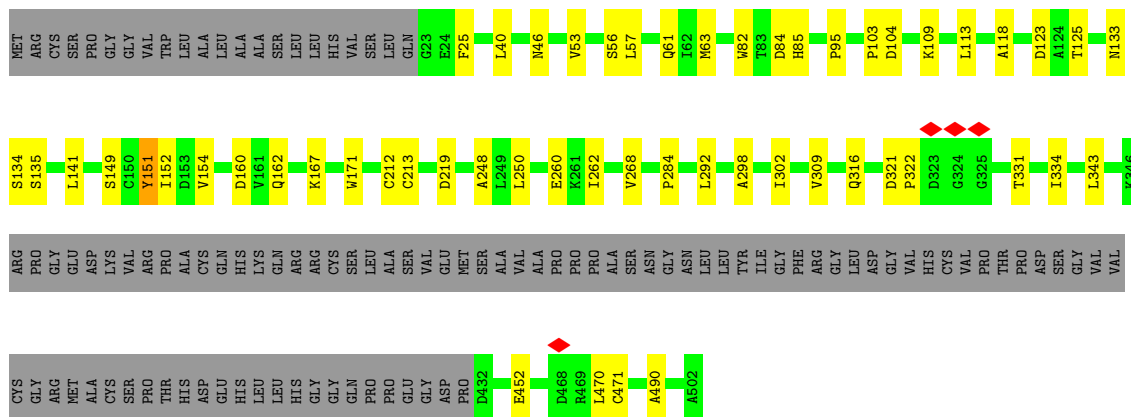 MET ARG CYS SER PRO GLY GLY VAL TRP LEU ALA LEU ALA ALA SER LEU LEU HIS VAL SER LEU GLN G23 E24 F25 L40 N46 V53 S56 L57 Q61 I62 M63 W82 T83 D84 H85 P95 P103 D104 K109 L113 A118 D123 A124 T125 N133
S134 S135 L141 S149 C150 Y151 I152 D153 V154 D160 V161 Q162 K167 W171 C212 C213 D219 A248 L249 L250 E260 K261 I262 V268 P284 L292 A298 I302 V309 Q316 D321 P322 D323 G324 G325 T331 I334 L343 K346
ARG PRO GLY GLU ASP LYS VAL ARG PRO ALA CYS GLN HIS LYS GLN ARG ARG CYS SER LEU ALA SER VAL GLU MET SER ALA VAL ALA PRO PRO PRO ALA SER ASN GLY ASN LEU LEU TYR ILE GLY PHE ARG GLY LEU ASP GLY VAL HIS CYS VAL PRO THR PRO ASP SER GLY VAL VAL
CYS GLY ARG MET ALA CYS SER PRO THR HIS ASP GLU HIS LEU LEU HIS GLY GLY GLN PRO PRO GLU GLY ASP PRO D432 E452 D468 R469 L470 C471 A490 A502